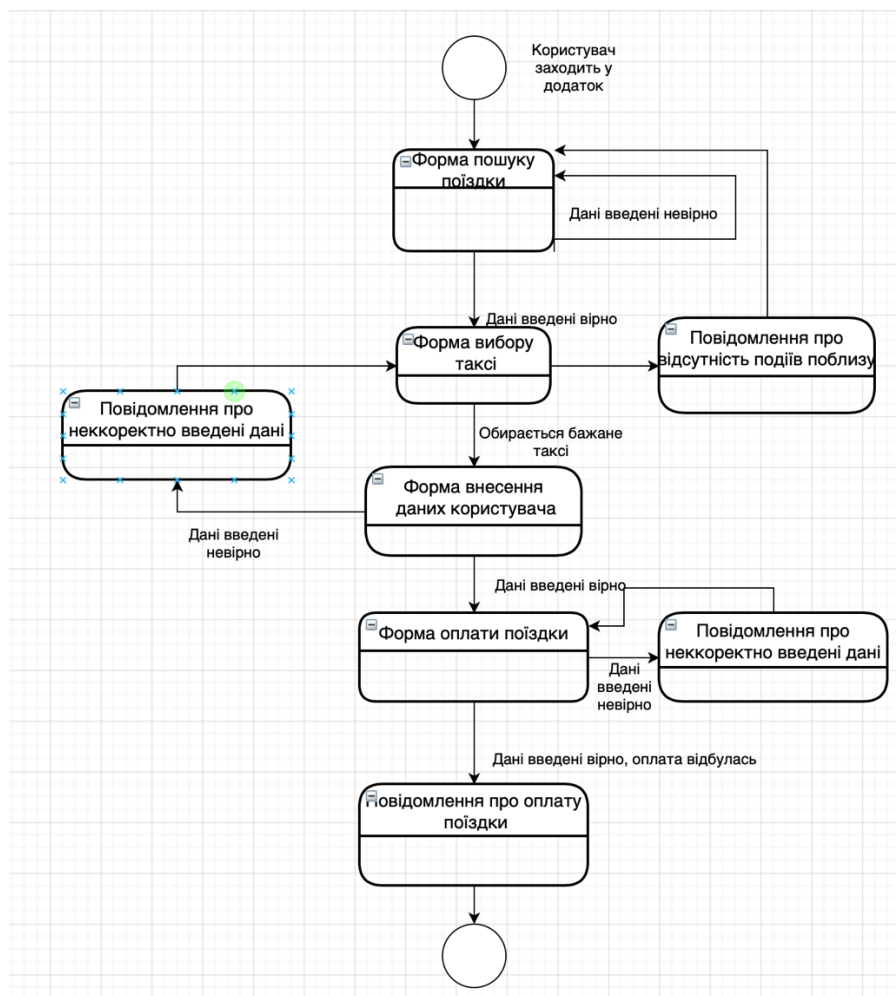 Користувач
заходить у
додаток
Форма пошуку
поїздки
Дані введені невірно
Дані введені вірно
Форма вибору
таксі
Повідомлення про
відсутність подіїв поблизу
Повідомлення про
неккоректно введені дані
Обирається бажане
таксі
Форма внесення
даних користувача
Дані введені
невірно
Дані введені вірно
Форма оплати поїздки
Повідомлення про
неккоректно введені дані
Дані
введені
невірно
Дані введені вірно, оплата відбулась
Повідомлення про оплату
поїздки